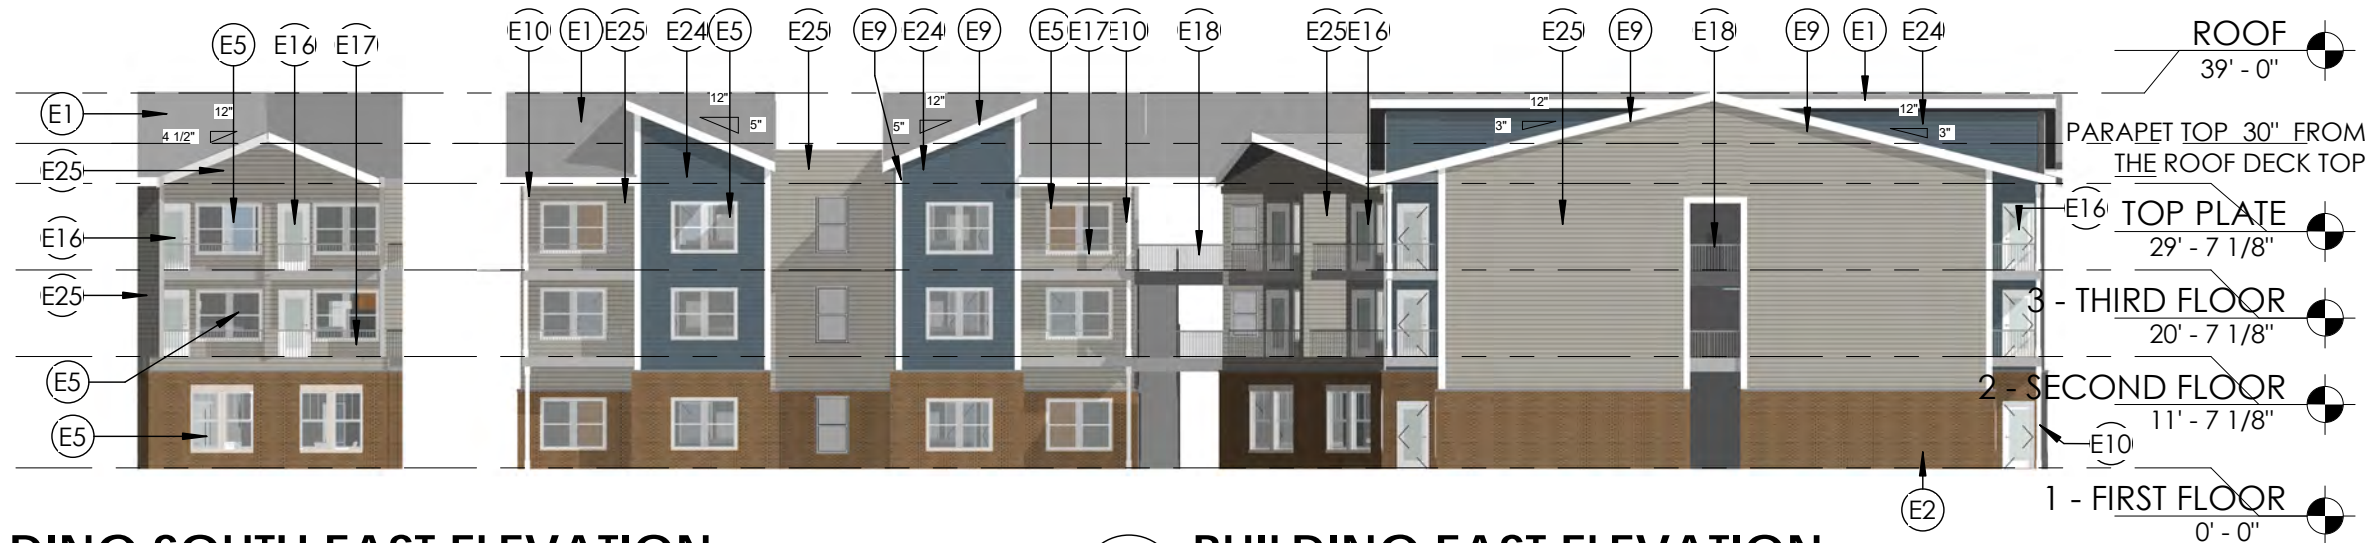 E5 E16 E17 E10 E1 E25 E24 E5 E25 E9 E24 E9 E5 E17 E10 E18 E25 E16 E25 E9 E18 E9 E1 E24
ROOF
39' - 0"
E1
12"
4 1/2"
12"
5"
12"
5"
12"
3"
12"
3"
PARAPET TOP 30" FROM
THE ROOF DECK TOP
E25
E16
E16
TOP PLATE
29' - 7 1/8"
E25
3 - THIRD FLOOR
20' - 7 1/8"
E5
2 - SECOND FLOOR
11' - 7 1/8"
E5
E10
E2
1 - FIRST FLOOR
0' - 0"
DING SOUTH EAST ELEVATION
BUILDING EAST ELEVATION